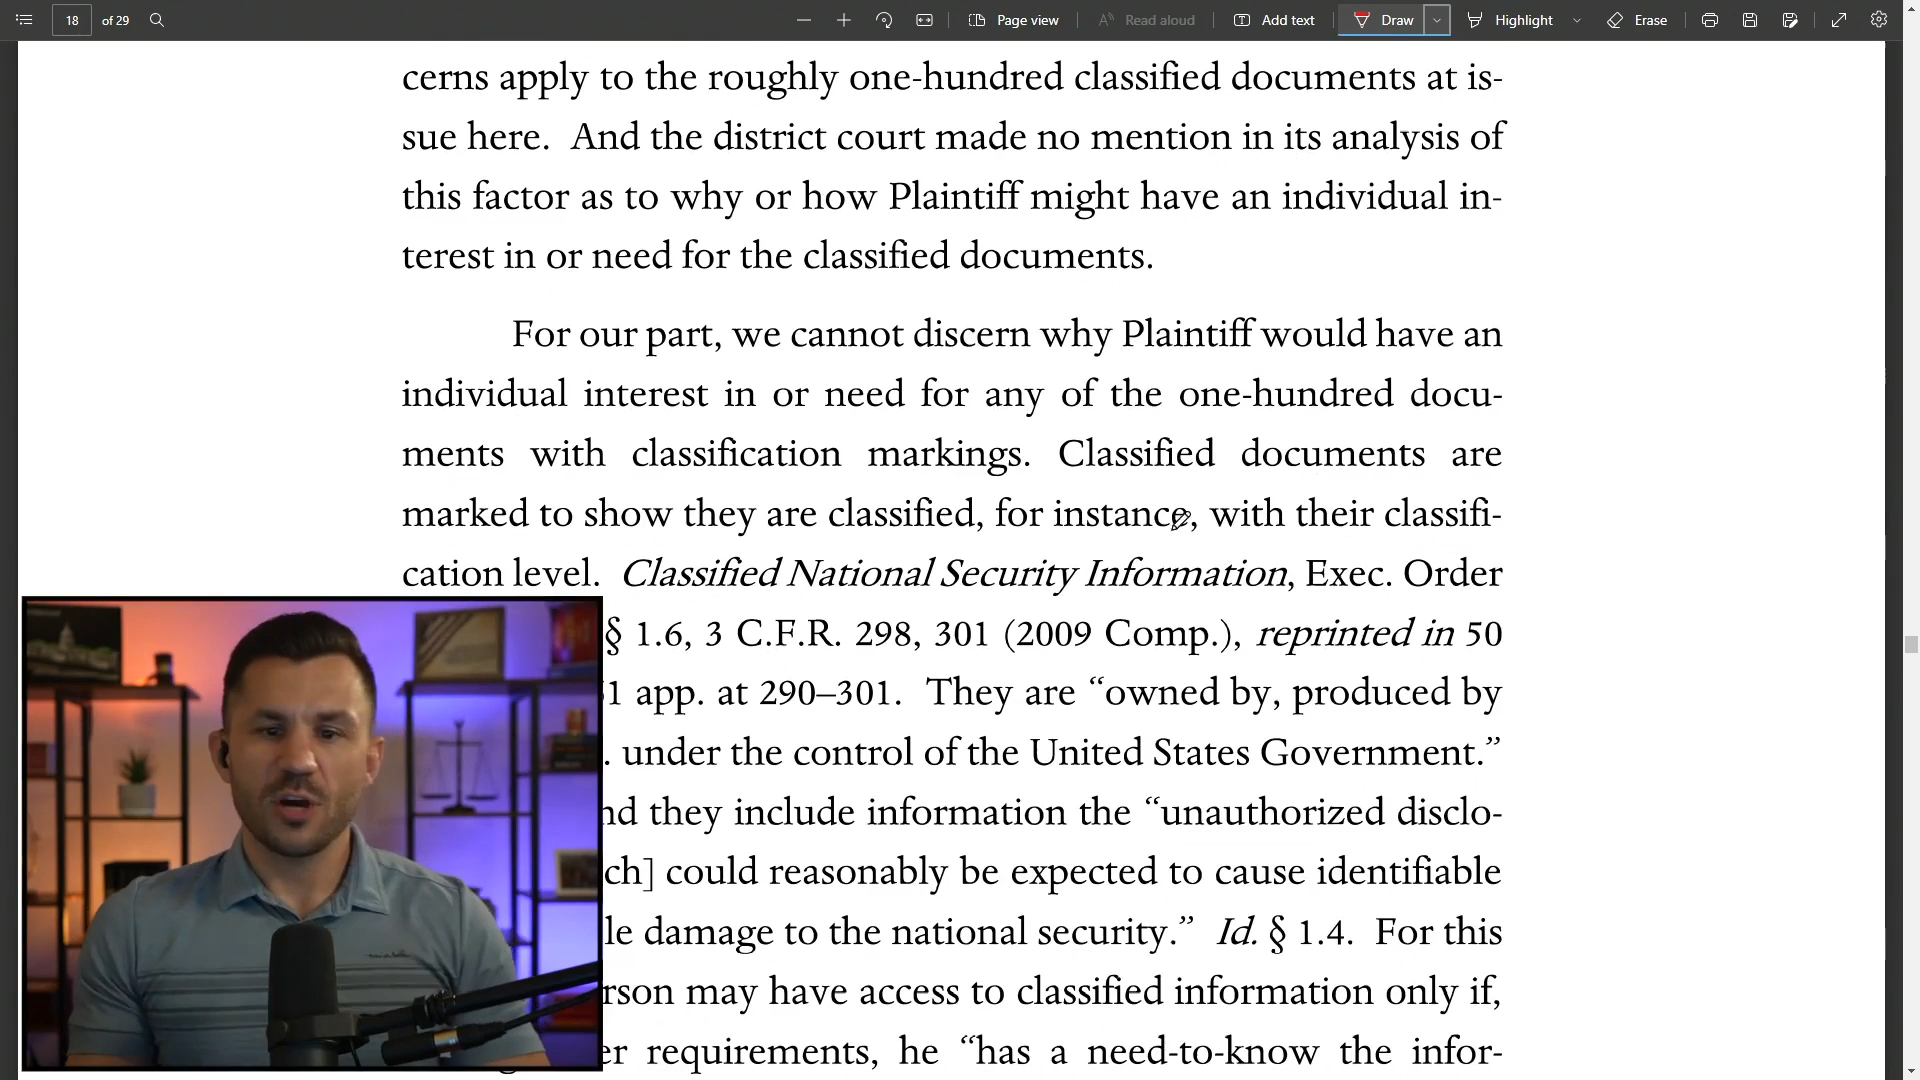 18 of 29 Page view Read aloud Add text Draw Highlight Erase
cerns apply to the roughly one-hundred classified documents at is-
sue here. And the district court made no mention in its analysis of
this factor as to why or how Plaintiff might have an individual in-
terest in or need for the classified documents.
For our part, we cannot discern why Plaintiff would have an
individual interest in or need for any of the one-hundred docu-
ments with classification markings. Classified documents are
marked to show they are classified, for instance, with their classifi-
cation level. Classified National Security Information, Exec. Order
§ 1.6, 3 C.F.R. 298, 301 (2009 Comp.), reprinted in 50
1 app. at 290–301. They are “owned by, produced by
. under the control of the United States Government.”
nd they include information the “unauthorized disclo-
ch] could reasonably be expected to cause identifiable
le damage to the national security.” Id. § 1.4. For this
rson may have access to classified information only if,
er requirements, he “has a need-to-know the infor-